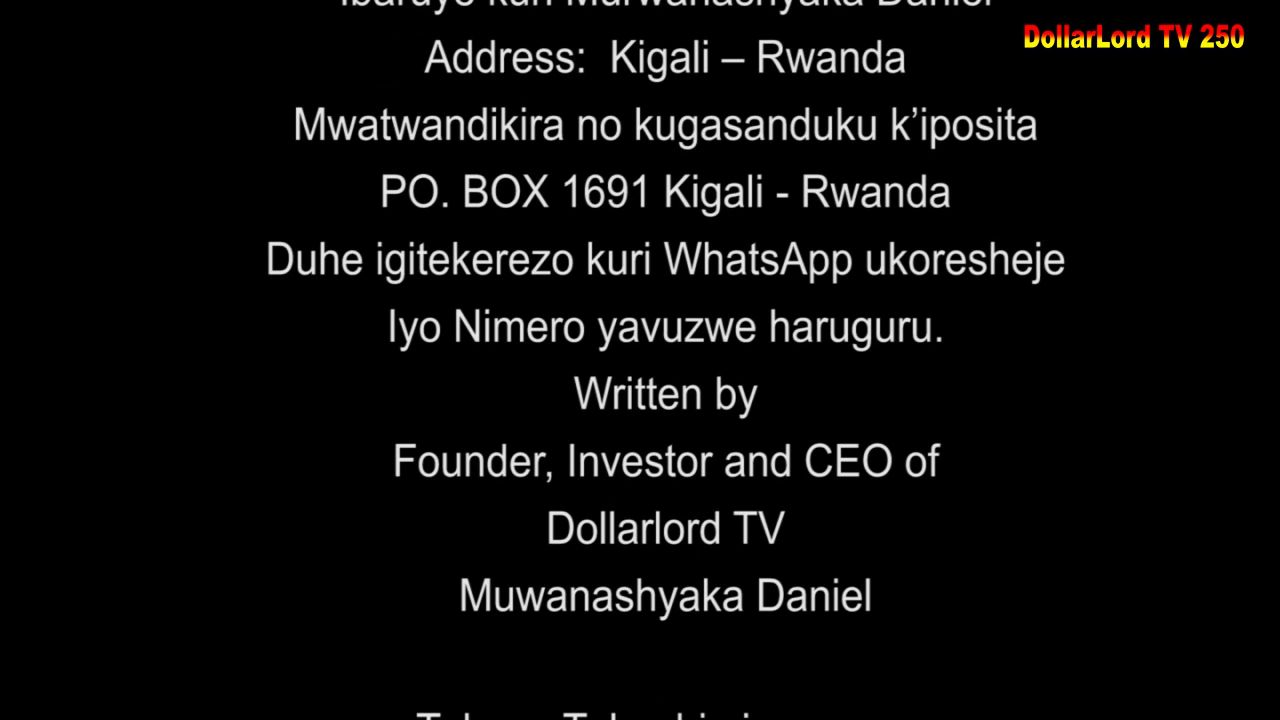 DollarLord TV 250
Daniel
Address:  Kigali – Rwanda
Mwatwandikira no kugasanduku k’iposita
PO. BOX 1691 Kigali - Rwanda
Duhe igitekerezo kuri WhatsApp ukoresheje
Iyo Nimero yavuzwe haruguru.
Written by
Founder, Investor and CEO of
Dollarlord TV
Muwanashyaka Daniel